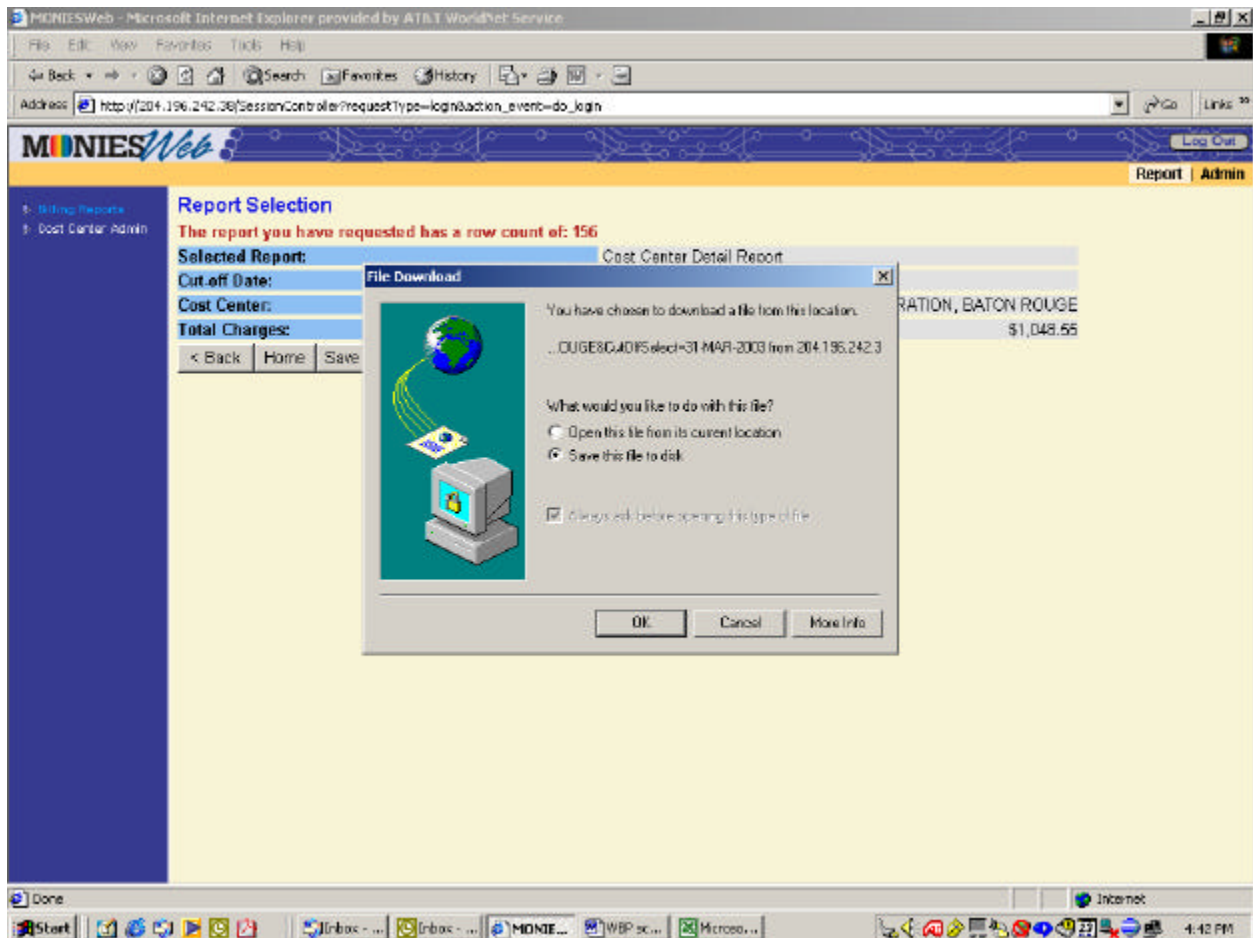 MONIESWeb - Microsoft Internet Explorer provided by AT&T WorldNet Service
File Edit View Favorites Tools Help
Back Search Favorites History
Address http://204.196.242.38/SessionController?requestType=login&action_event=do_login Go Links »
MONIESWeb Log Out
Report | Admin
Billing Reports
Cost Center Admin
Report Selection
The report you have requested has a row count of: 156
Selected Report: Cost Center Detail Report
Cut-off Date:
Cost Center: RATION, BATON ROUGE
Total Charges: $1,048.55
< Back Home Save
File Download
You have chosen to download a file from this location.
...OUGE&CutOffSelect=31-MAR-2003 from 204.196.242.3
What would you like to do with this file?
Open this file from its current location
Save this file to disk
Always ask before opening this type of file
OK Cancel More Info
Done Internet
Start Inbox - ... Inbox - ... MONIE... WBP sc... Microso... 4:42 PM